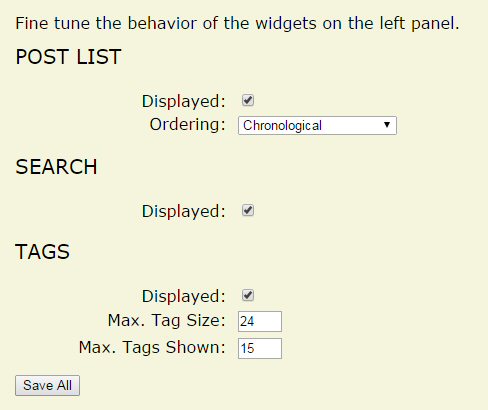 Fine tune the behavior of the widgets on the left panel.
POST LIST
Displayed:
Ordering: Chronological
SEARCH
Displayed:
TAGS
Displayed:
Max. Tag Size: 24
Max. Tags Shown: 15
Save All